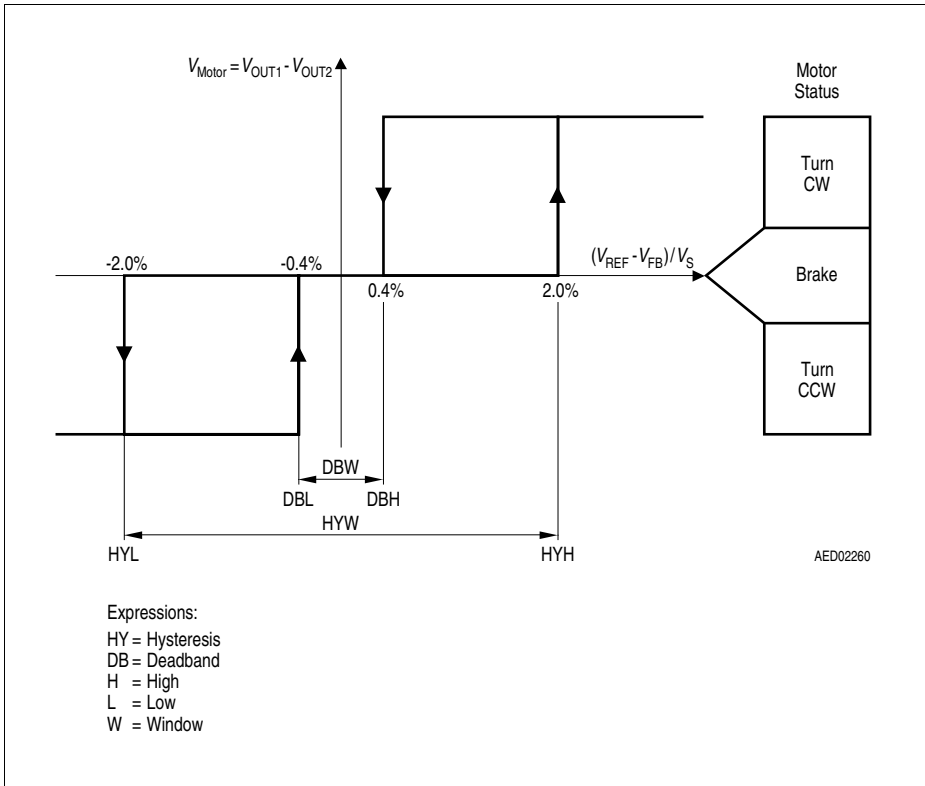 V_Motor = V_OUT1 - V_OUT2
Motor
Status
Turn
CW
-2.0%
-0.4%
(V_REF - V_FB) / V_S
Brake
0.4%
2.0%
Turn
CCW
DBW
DBL
DBH
HYW
HYL
HYH
AED02260
Expressions:
HY = Hysteresis
DB = Deadband
H = High
L = Low
W = Window